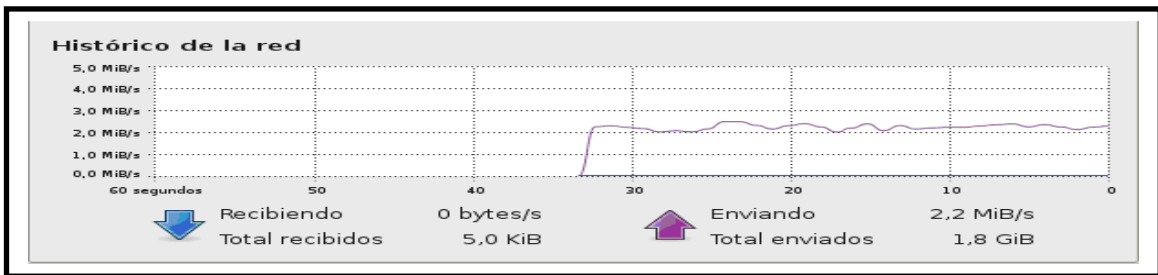 Histórico de la red
5,0 MiB/s
4,0 MiB/s
3,0 MiB/s
2,0 MiB/s
1,0 MiB/s
0,0 MiB/s
60 segundos 50 40 30 20 10 0
Recibiendo 0 bytes/s Enviando 2,2 MiB/s
Total recibidos 5,0 KiB Total enviados 1,8 GiB